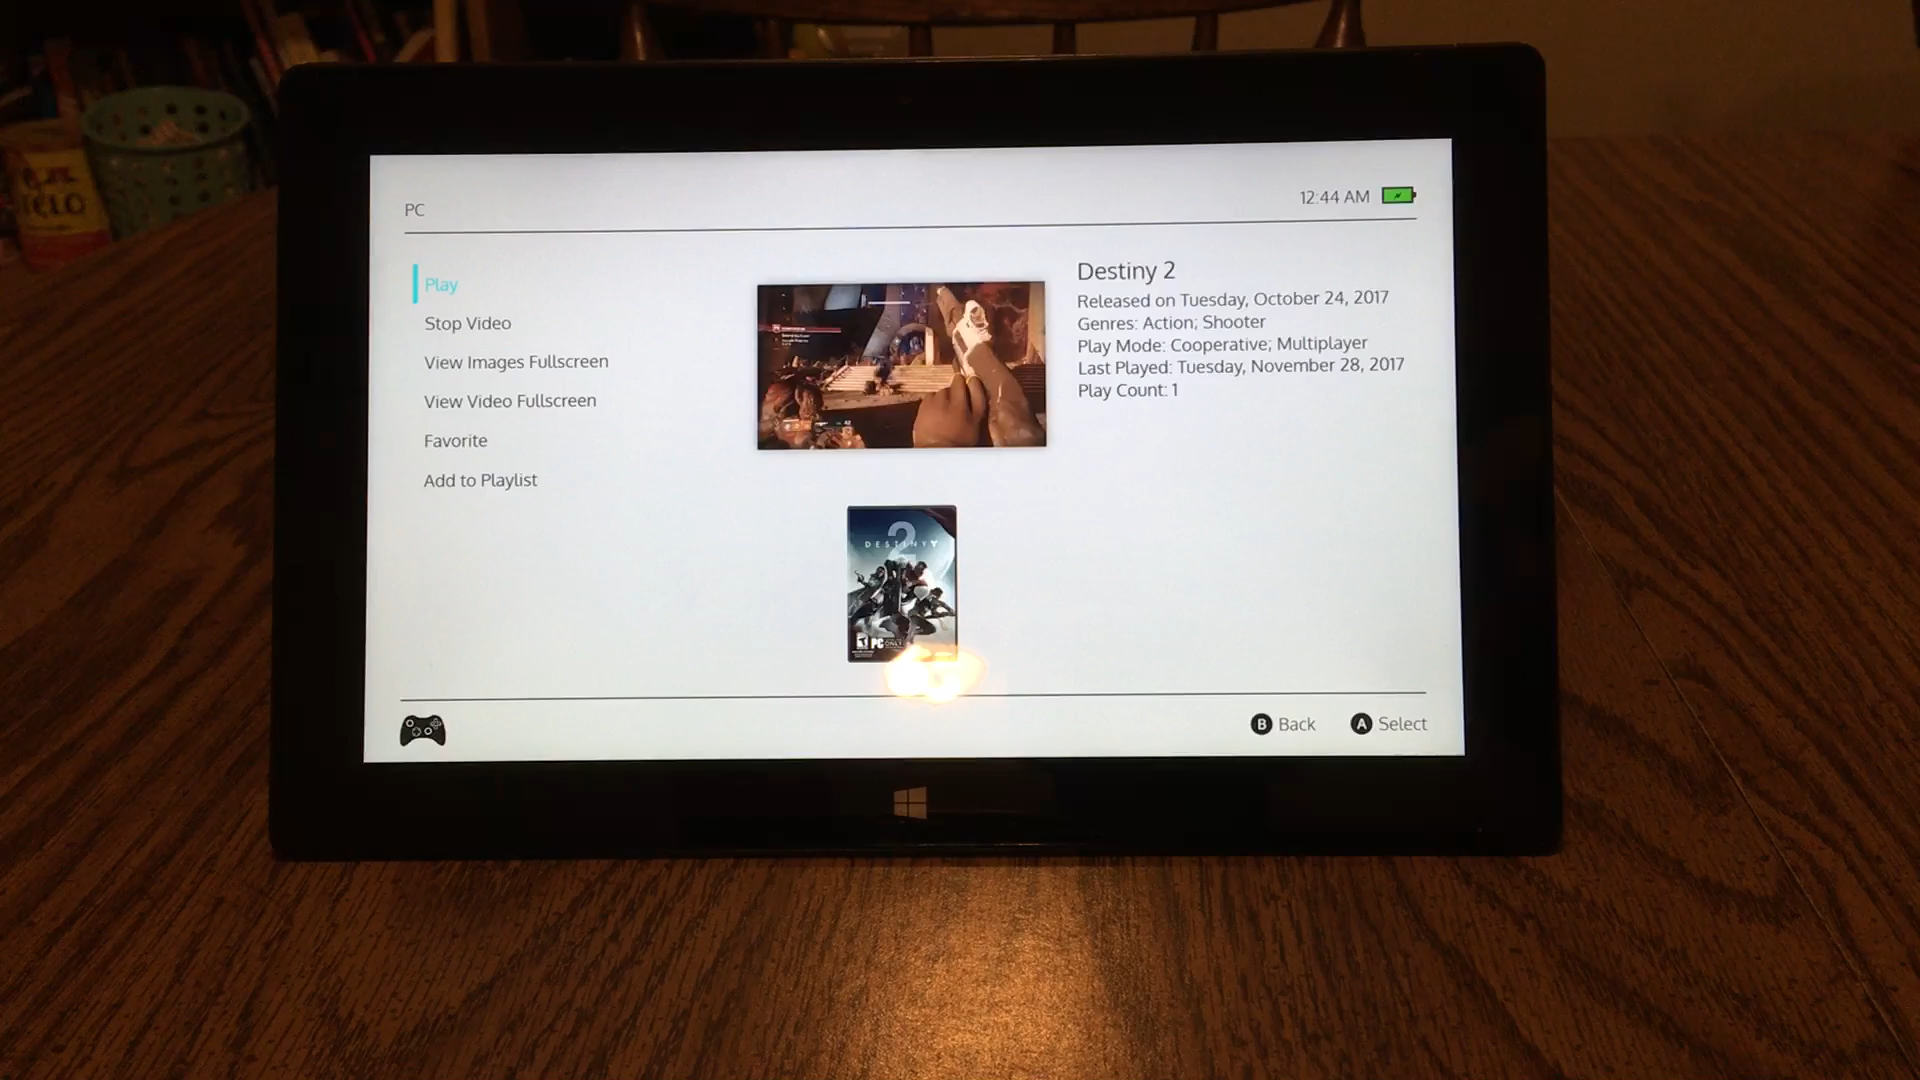 PC
12:44 AM
Play
Stop Video
View Images Fullscreen
View Video Fullscreen
Favorite
Add to Playlist
Destiny 2
Released on Tuesday, October 24, 2017
Genres: Action; Shooter
Play Mode: Cooperative; Multiplayer
Last Played: Tuesday, November 28, 2017
Play Count: 1
2
DESTINY
T
PC
ONLY
B Back
A Select